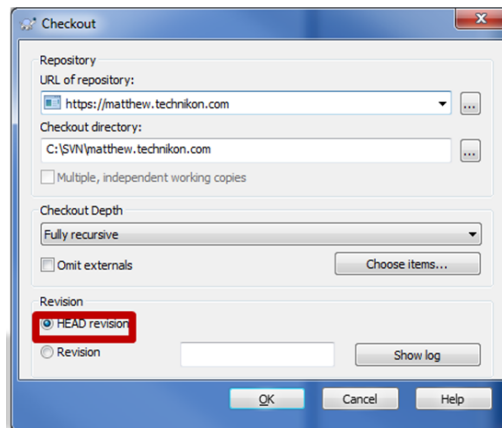 Checkout
Repository
URL of repository:
https://matthew.technikon.com
...
Checkout directory:
C:\SVN\matthew.technikon.com
...
Multiple, independent working copies
Checkout Depth
Fully recursive
Omit externals
Choose items...
Revision
HEAD revision
Revision
Show log
OK
Cancel
Help